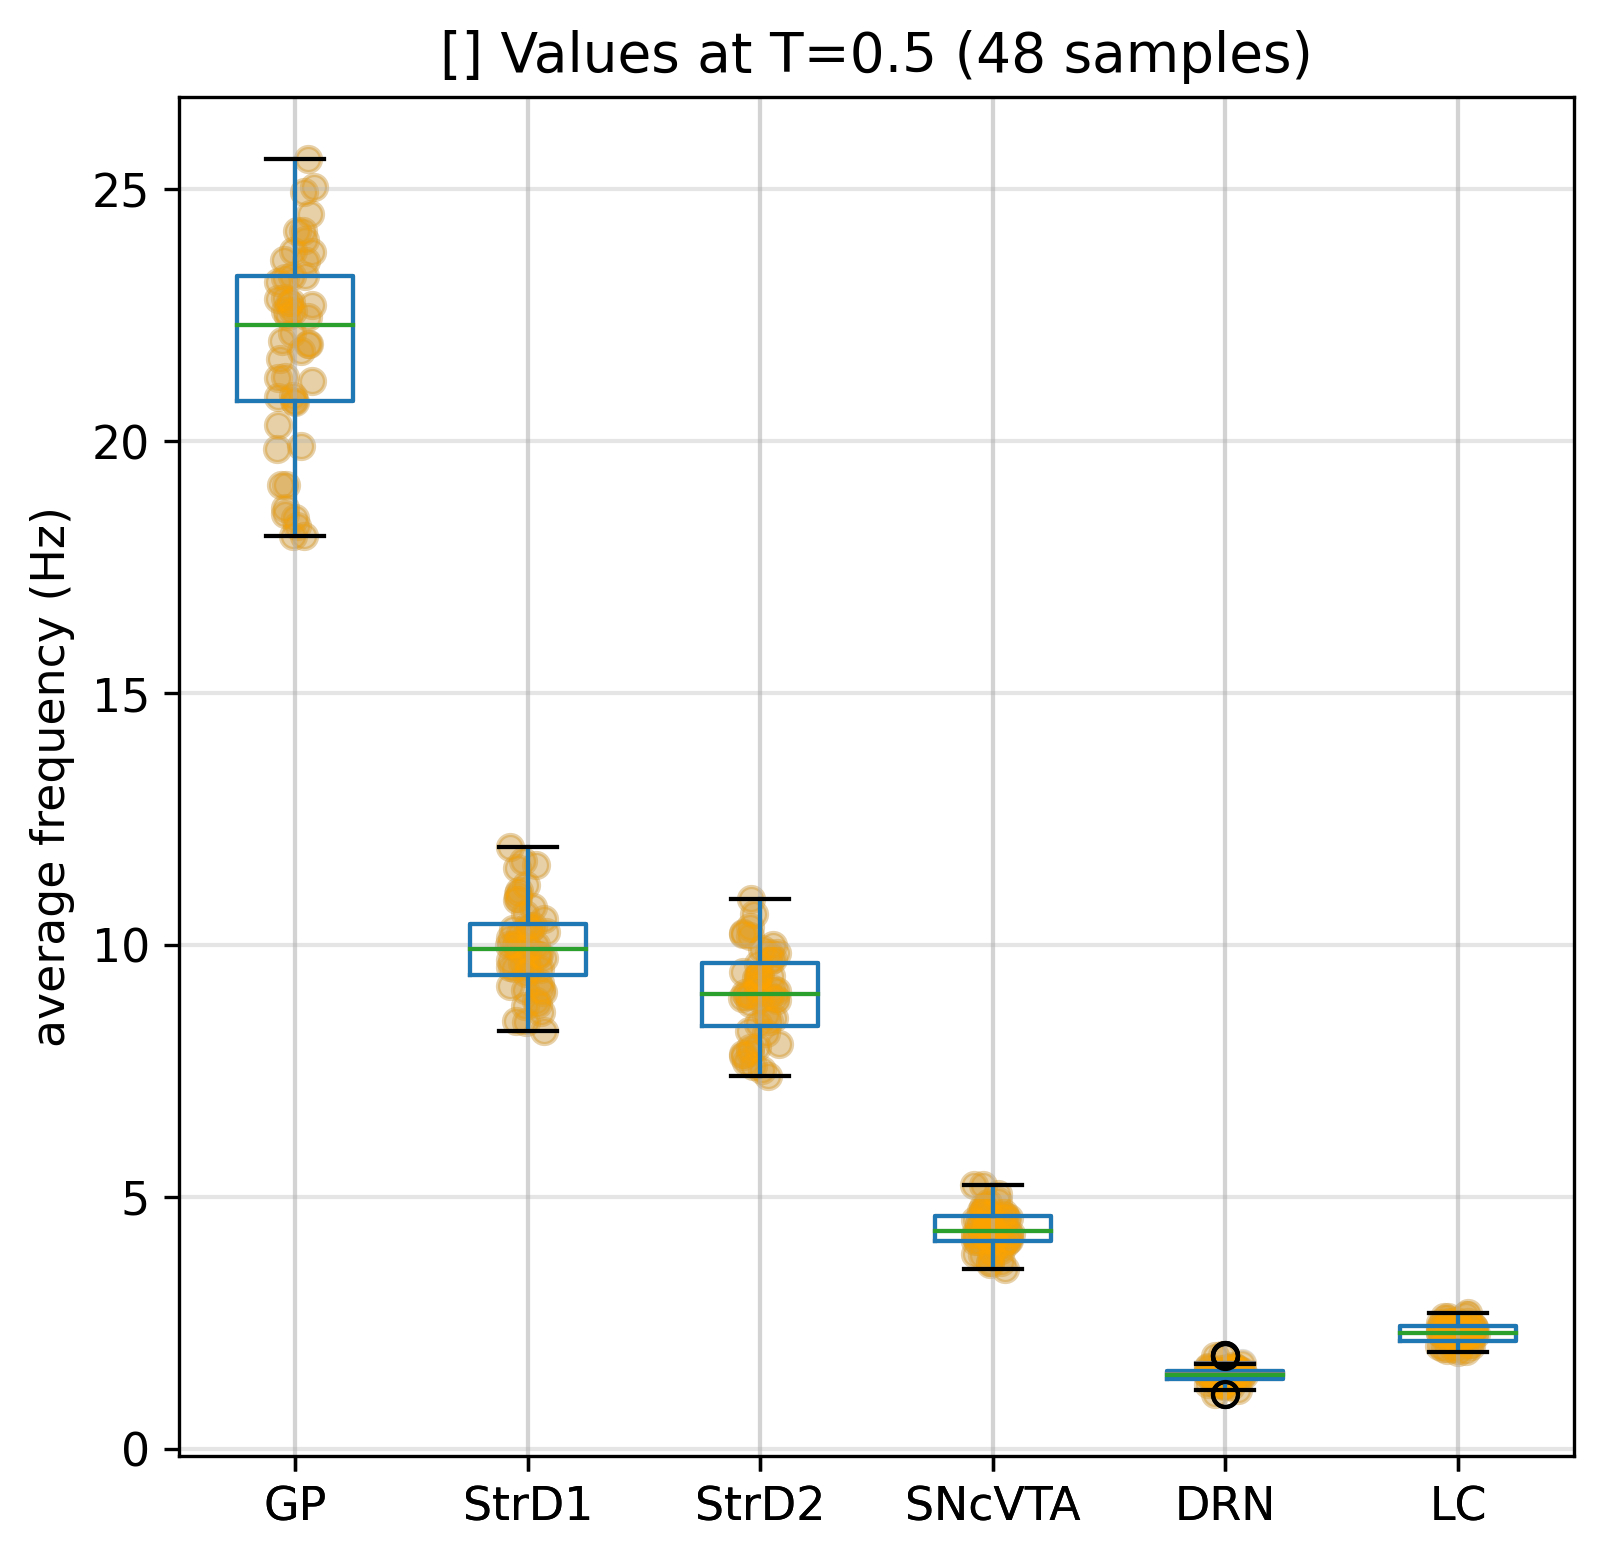 [] Values at T=0.5 (48 samples)
average frequency (Hz)
25
20
15
10
5
0
GP StrD1 StrD2 SNcVTA DRN LC